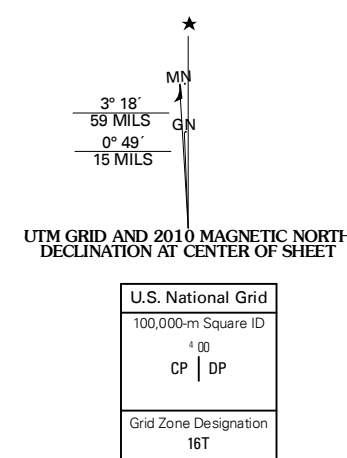 MN
3° 18´
59 MILS
GN
0° 49´
15 MILS
UTM GRID AND 2010 MAGNETIC NORTH
DECLINATION AT CENTER OF SHEET
U.S. National Grid
100,000-m Square ID
4 00
CP DP
Grid Zone Designation
16T